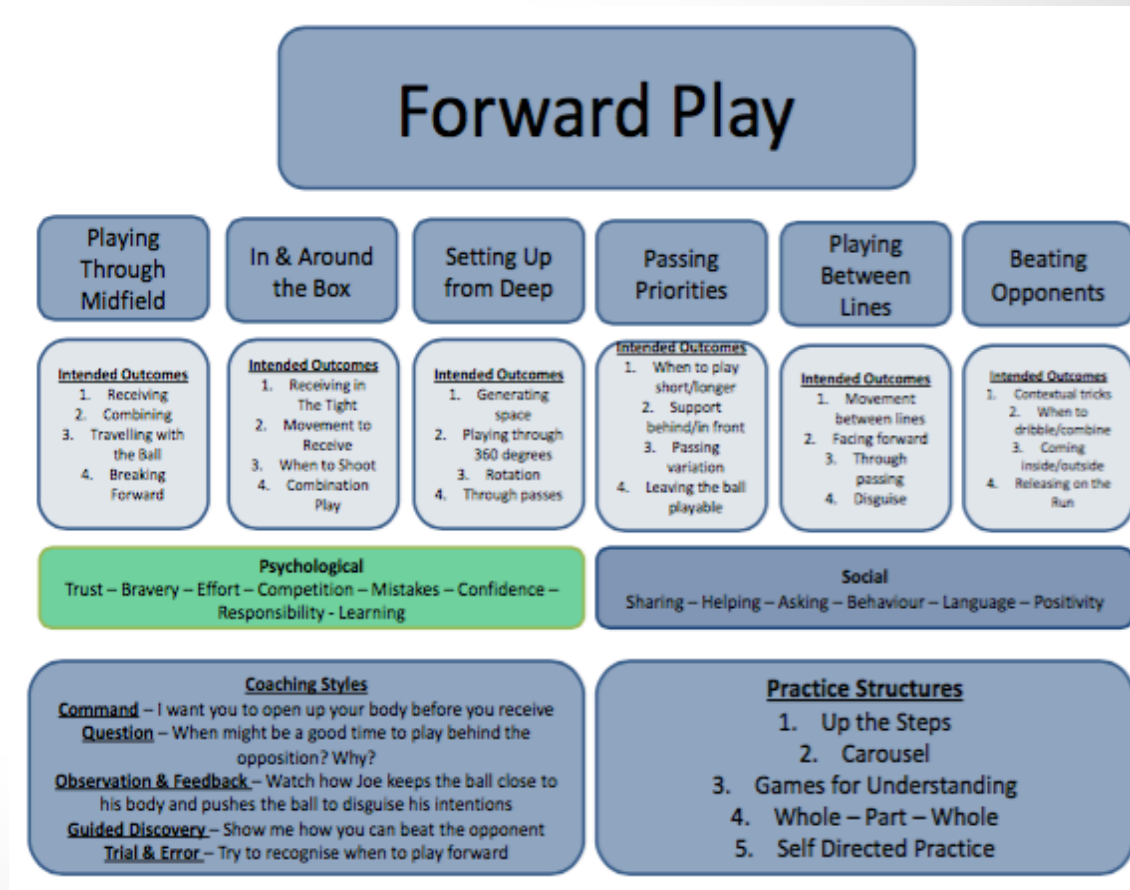 Forward Play
Playing
Through
Midfield
In & Around
the Box
Setting Up
from Deep
Passing
Priorities
Playing
Between
Lines
Beating
Opponents
Intended Outcomes
1. Receiving
2. Combining
3. Travelling with
the Ball
4. Breaking
Forward
Intended Outcomes
1. Receiving in
The Tight
2. Movement to
Receive
3. When to Shoot
4. Combination
Play
Intended Outcomes
1. Generating
space
2. Playing through
360 degrees
3. Rotation
4. Through passes
Intended Outcomes
1. When to play
short/longer
2. Support
behind/in front
3. Passing
variation
4. Leaving the ball
playable
Intended Outcomes
1. Movement
between lines
2. Facing forward
3. Through
passing
4. Disguise
Intended Outcomes
1. Contextual tricks
2. When to
dribble/combine
3. Coming
inside/outside
4. Releasing on the
Run
Psychological
Trust – Bravery – Effort – Competition – Mistakes – Confidence –
Responsibility - Learning
Social
Sharing – Helping – Asking – Behaviour – Language – Positivity
Coaching Styles
Command – I want you to open up your body before you receive
Question – When might be a good time to play behind the
opposition? Why?
Observation & Feedback – Watch how Joe keeps the ball close to
his body and pushes the ball to disguise his intentions
Guided Discovery – Show me how you can beat the opponent
Trial & Error – Try to recognise when to play forward
Practice Structures
1. Up the Steps
2. Carousel
3. Games for Understanding
4. Whole – Part – Whole
5. Self Directed Practice